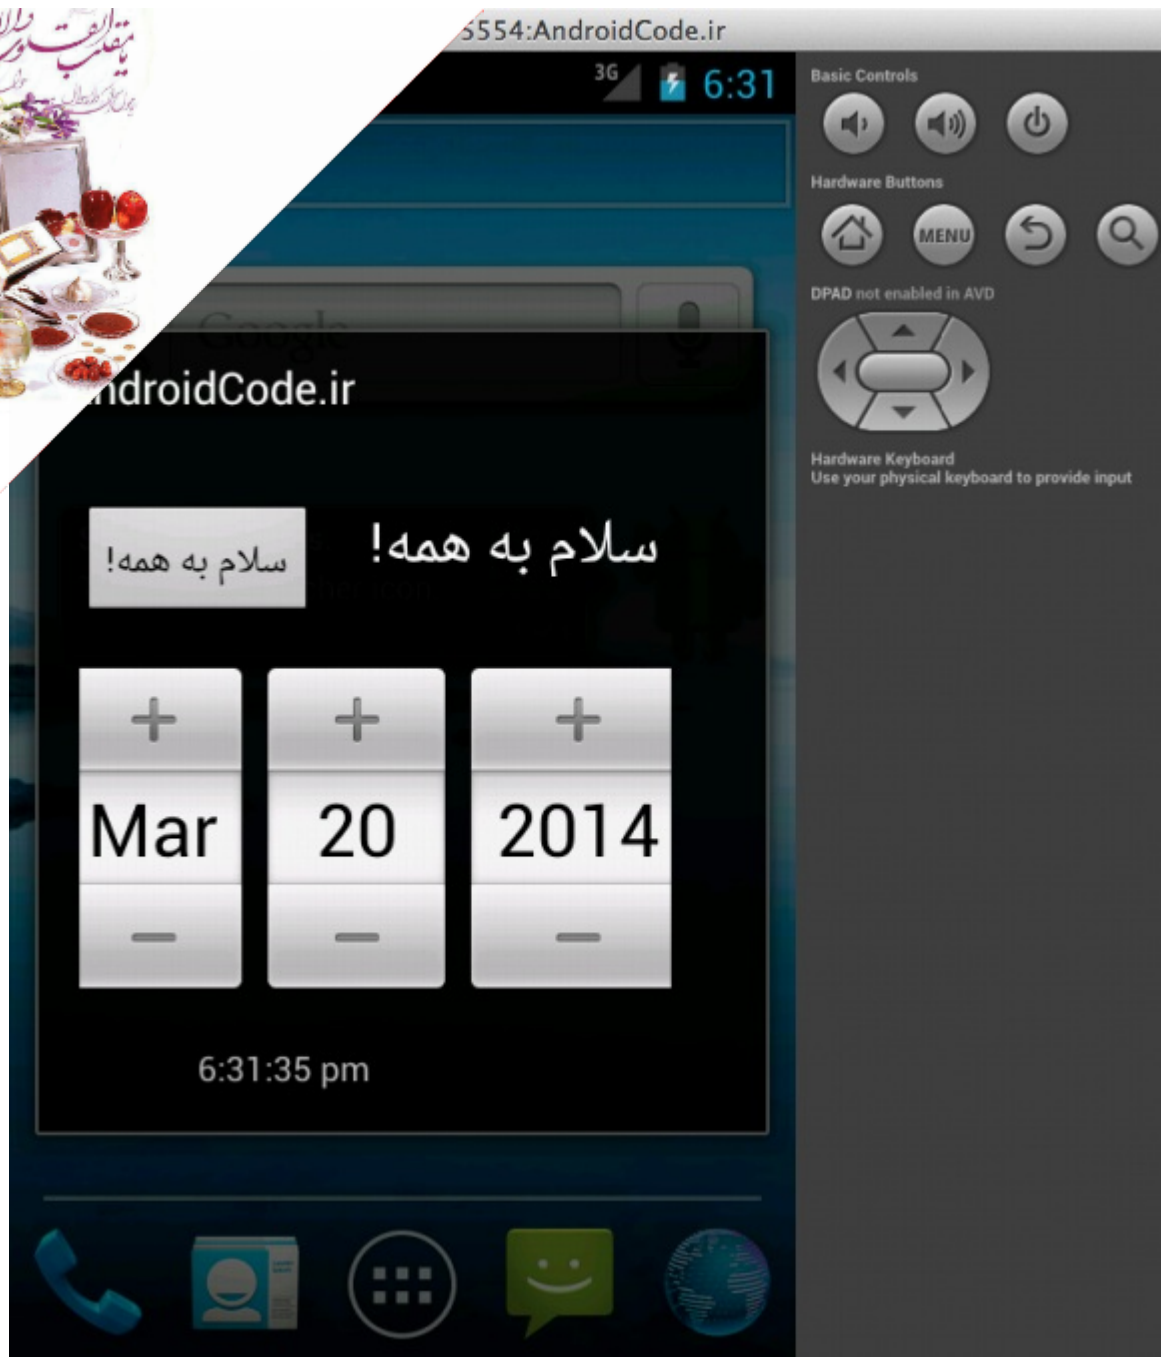 5554:AndroidCode.ir
3G 6:31
Basic Controls
Hardware Buttons
MENU
DPAD not enabled in AVD
Hardware Keyboard
Use your physical keyboard to provide input
Google
ndroidCode.ir
سلام به همه!
سلام به همه!
Mar 20 2014
6:31:35 pm